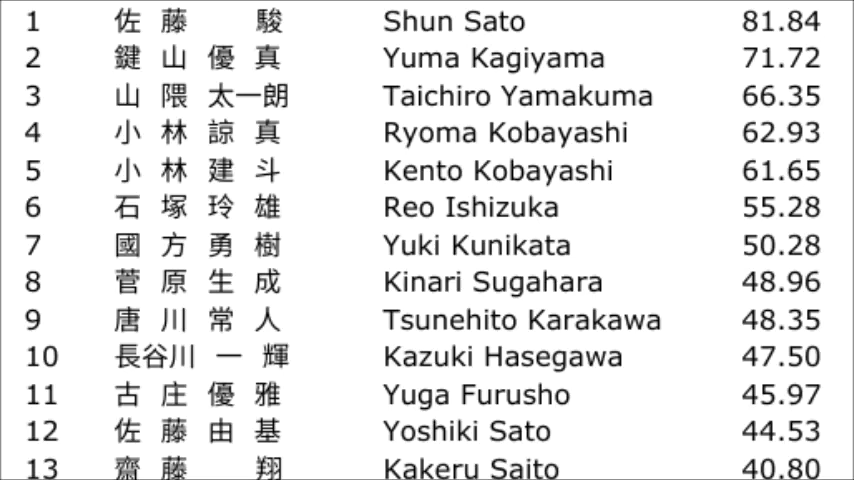 1 佐 藤 駿 Shun Sato 81.84
2 鍵 山 優 真 Yuma Kagiyama 71.72
3 山 隈 太一朗 Taichiro Yamakuma 66.35
4 小 林 諒 真 Ryoma Kobayashi 62.93
5 小 林 建 斗 Kento Kobayashi 61.65
6 石 塚 玲 雄 Reo Ishizuka 55.28
7 國 方 勇 樹 Yuki Kunikata 50.28
8 菅 原 生 成 Kinari Sugahara 48.96
9 唐 川 常 人 Tsunehito Karakawa 48.35
10 長谷川 一 輝 Kazuki Hasegawa 47.50
11 古 庄 優 雅 Yuga Furusho 45.97
12 佐 藤 由 基 Yoshiki Sato 44.53
13 齋 藤 翔 Kakeru Saito 40.80